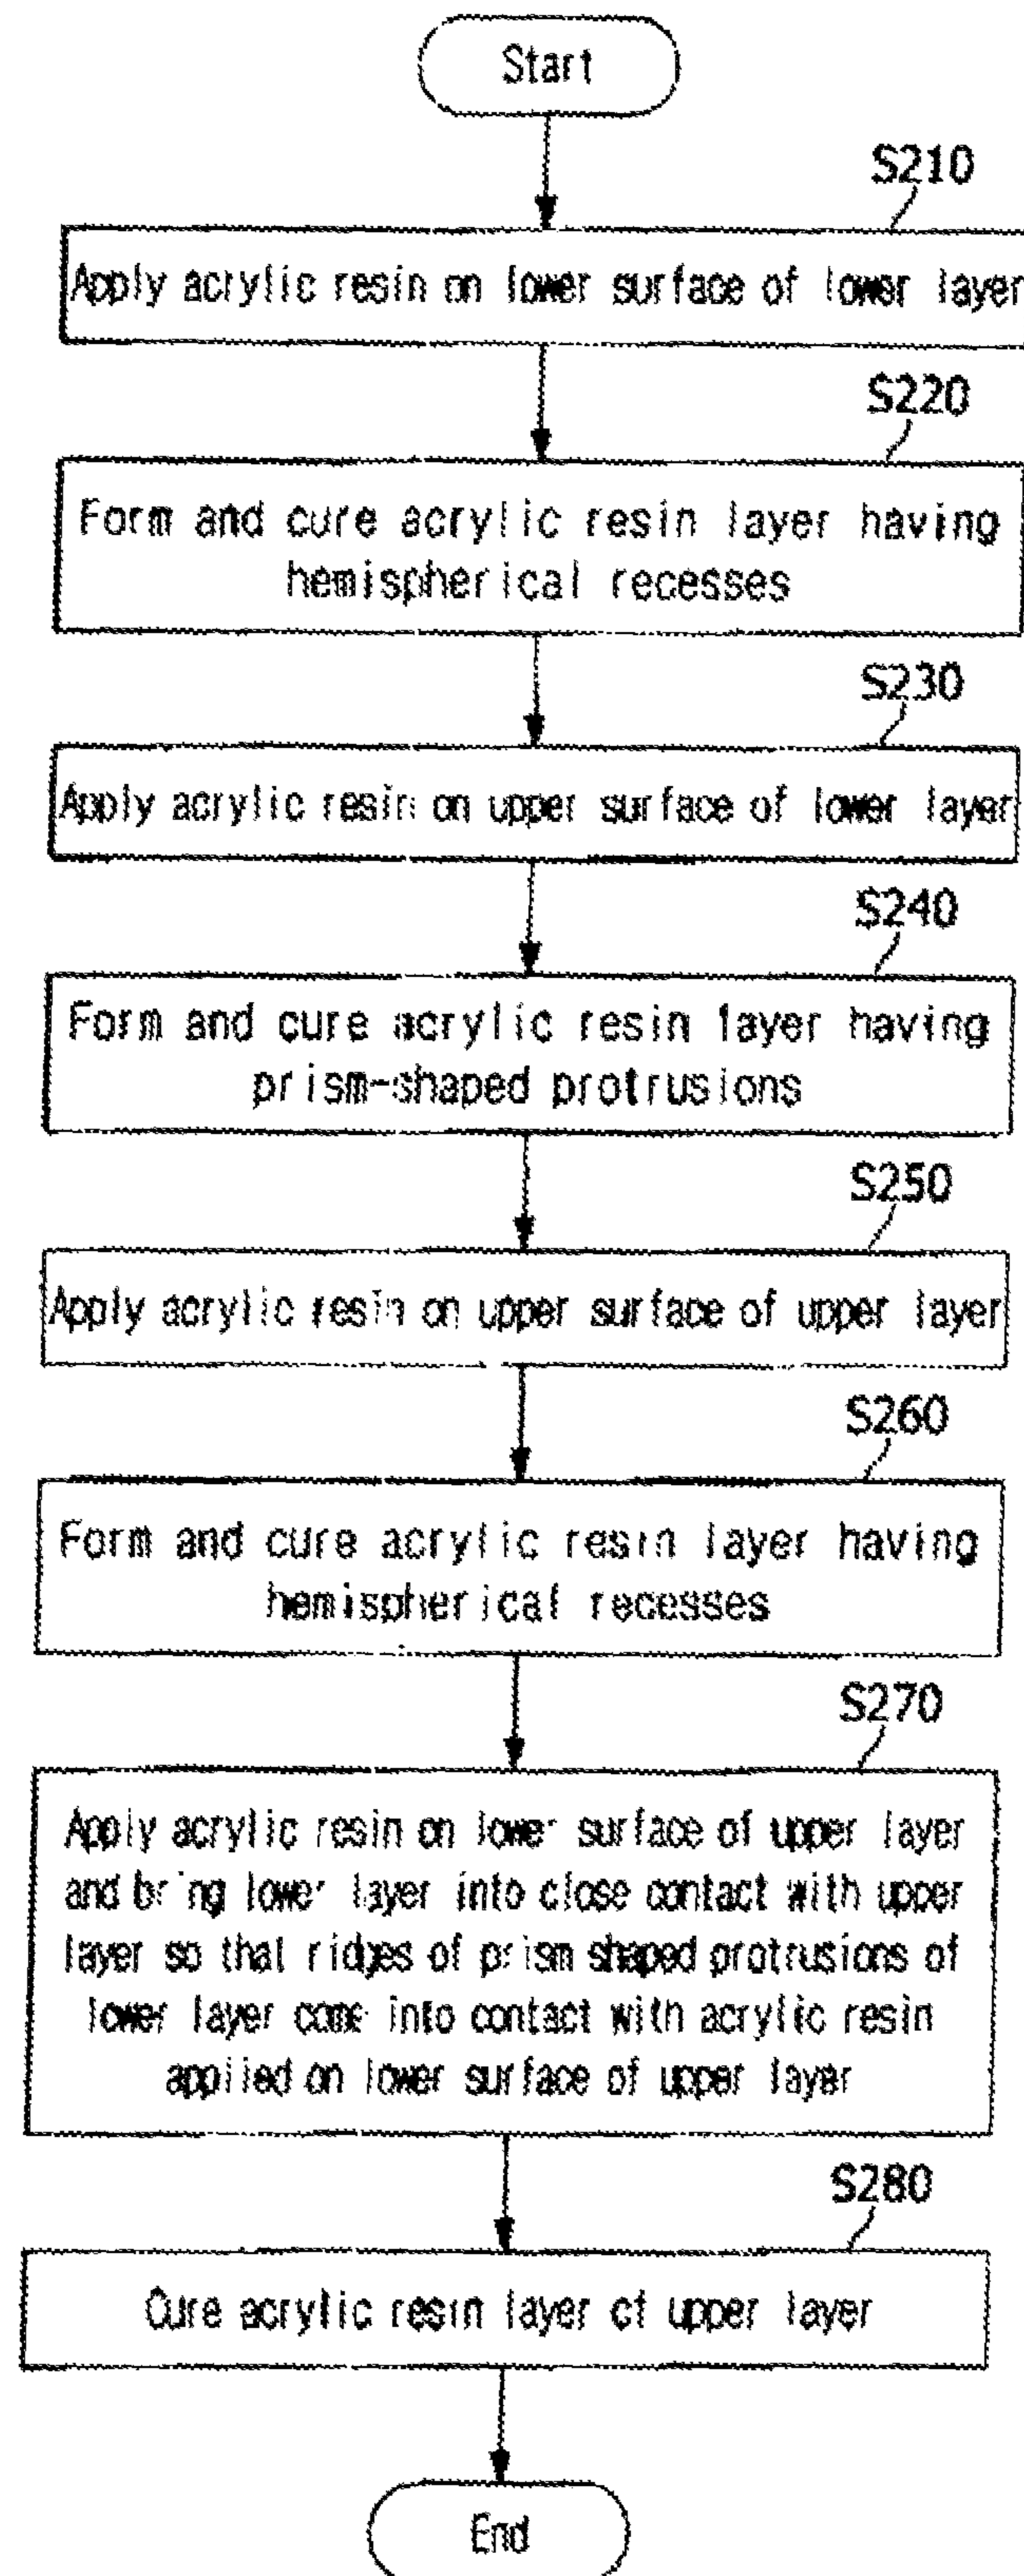 Start
S210
Apply acrylic resin on lower surface of lower layer
S220
Form and cure acrylic resin layer having
hemispherical recesses
S230
Apply acrylic resin on upper surface of lower layer
S240
Form and cure acrylic resin layer having
prism-shaped protrusions
S250
Apply acrylic resin on upper surface of upper layer
S260
Form and cure acrylic resin layer having
hemispherical recesses
S270
Apply acrylic resin on lower surface of upper layer
and bring lower layer into close contact with upper
layer so that ridges of prism shaped protrusions of
lower layer come into contact with acrylic resin
applied on lower surface of upper layer
S280
Cure acrylic resin layer of upper layer
End